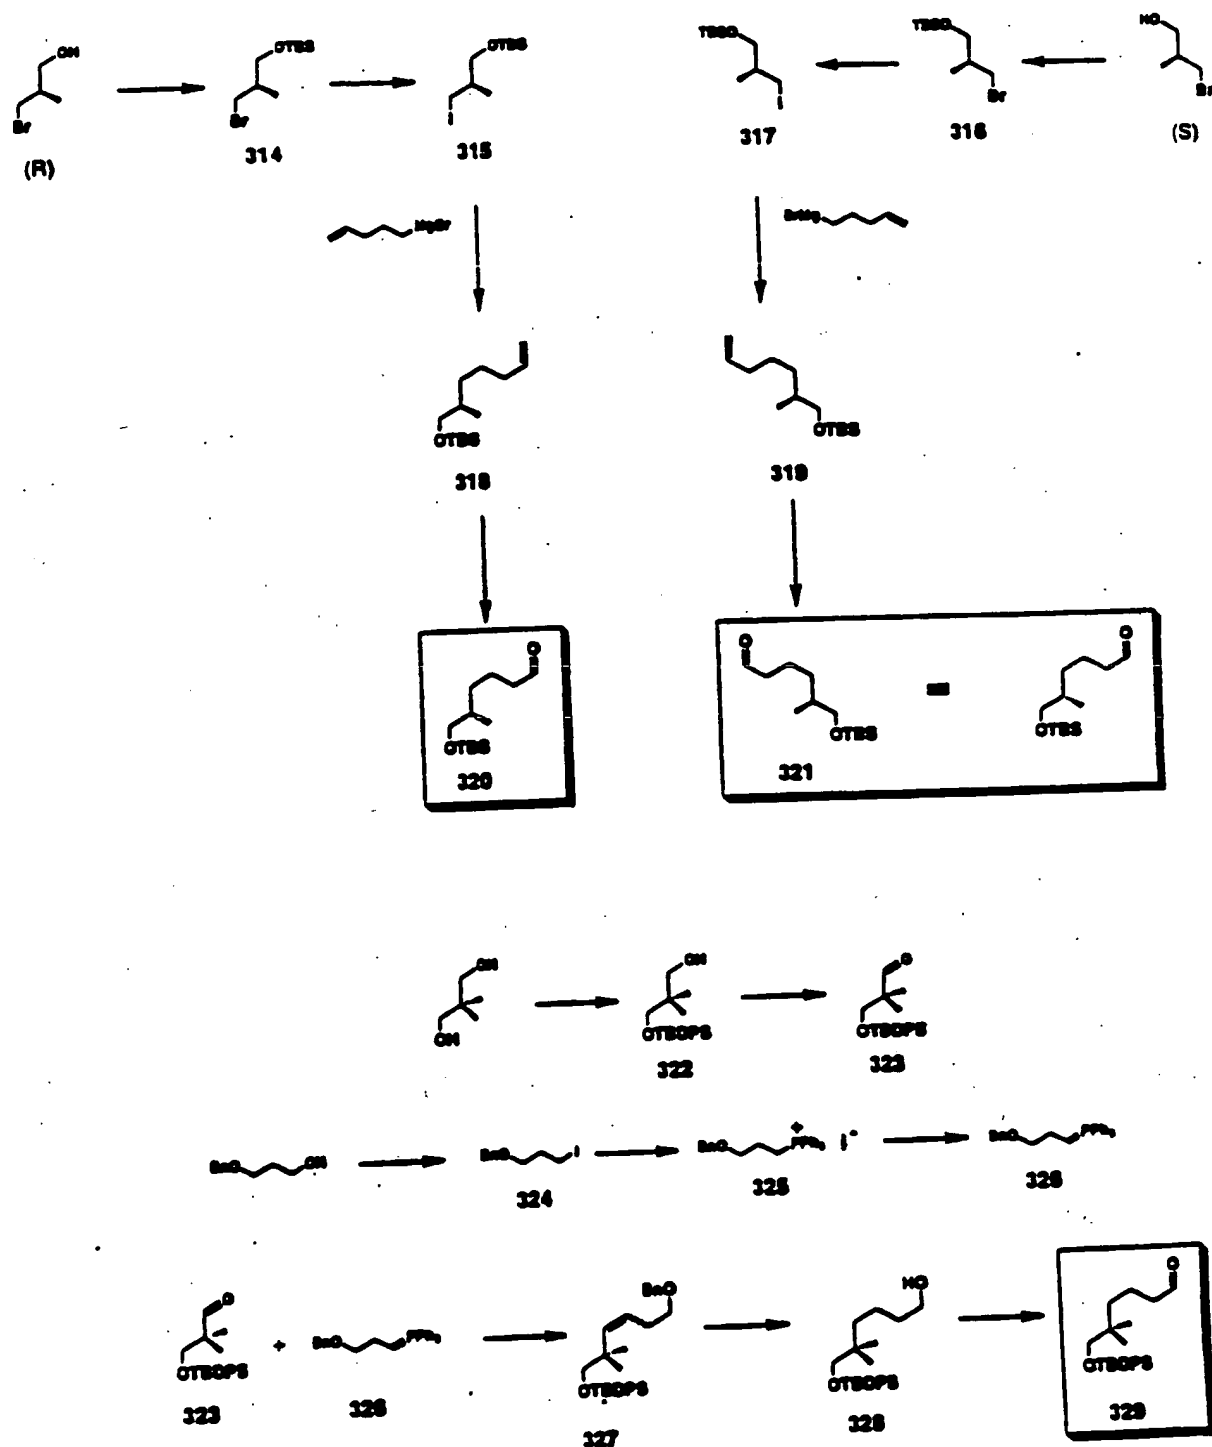 OH
OTBS
OTBS
TBSO
TBSO
HO
Br
Br
I
I
Br
Br
(R)
314
315
317
316
(S)
MgBr
BrMg
OTBS
OTBS
318
319
O
O
O
OTBS
OTBS
OTBS
320
321
OH
OH
O
OH
OTBDPS
OTBDPS
322
323
BnO
OH
BnO
I
BnO
+
PPh₃
I⁻
BnO
PPh₃
324
325
326
O
+
BnO
PPh₃
BnO
HO
O
OTBDPS
OTBDPS
OTBDPS
OTBDPS
323
326
327
328
329